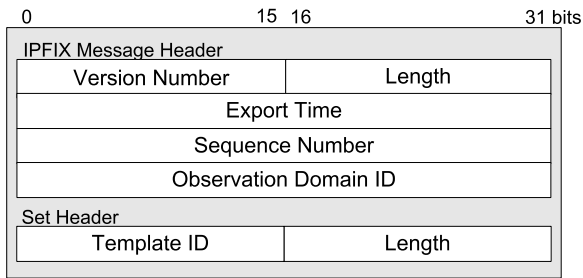 0 15 16 31 bits
IPFIX Message Header
Version Number Length
Export Time
Sequence Number
Observation Domain ID
Set Header
Template ID Length